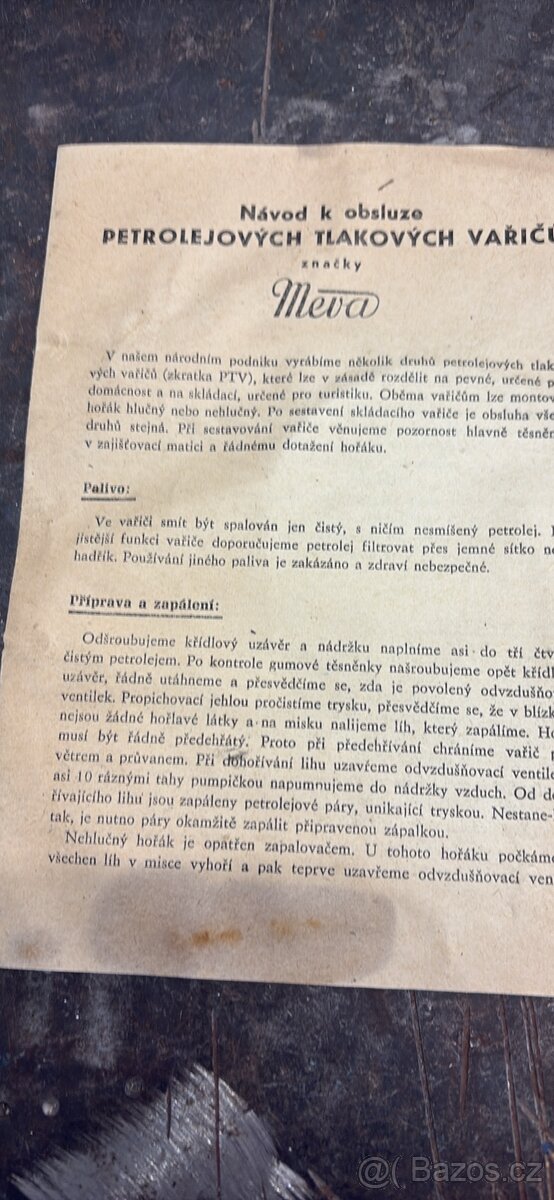 Návod k obsluze
PETROLEJOVÝCH TLAKOVÝCH VAŘIČŮ
značky
Meva
V našem národním podniku vyrábíme několik druhů petrolejových tlak
vých vařičů (zkratka PTV), které lze v zásadě rozdělit na pevné, určené p
domácnost a na skládací, určené pro turistiku. Oběma vařičům lze montov
hořák hlučný nebo nehlučný. Po sestavení skládacího vařiče je obsluha vše
druhů stejná. Při sestavování vařiče věnujeme pozornost hlavně těsněn
v zajišťovací matici a řádnému dotažení hořáku.
Palivo:
Ve vařiči smít být spalován jen čistý, s ničím nesmíšený petrolej.
jistější funkci vařiče doporučujeme petrolej filtrovat přes jemné sítko ne
hadřík. Používání jiného paliva je zakázáno a zdraví nebezpečné.
Příprava a zapálení:
Odšroubujeme křídlový uzávěr a nádržku naplníme asi do tří čtv
čistým petrolejem. Po kontrole gumové těsněnky našroubujeme opět křídl
uzávěr, řádně utáhneme a přesvědčíme se, zda je povolený odvzdušňov
ventilek. Propichovací jehlou pročistíme trysku, přesvědčíme se, že v blízk
nejsou žádné hořlavé látky a na misku nalijeme líh, který zapálíme. Ho
musí být řádně předehřátý. Proto při předehřívání chráníme vařič p
větrem a průvanem. Při dohořívání lihu uzavřeme odvzdušňovací ventile
asi 10 ráznými tahy pumpičkou napumpujeme do nádržky vzduch. Od do
řívajícího lihu jsou zapáleny petrolejové páry, unikající tryskou. Nestane-
tak, je nutno páry okamžitě zapálit připravenou zápalkou.
Nehlučný hořák je opatřen zapalovačem. U tohoto hořáku počkáme
všechen líh v misce vyhoří a pak teprve uzavřeme odvzdušňovací ven
@( Bazos.cz